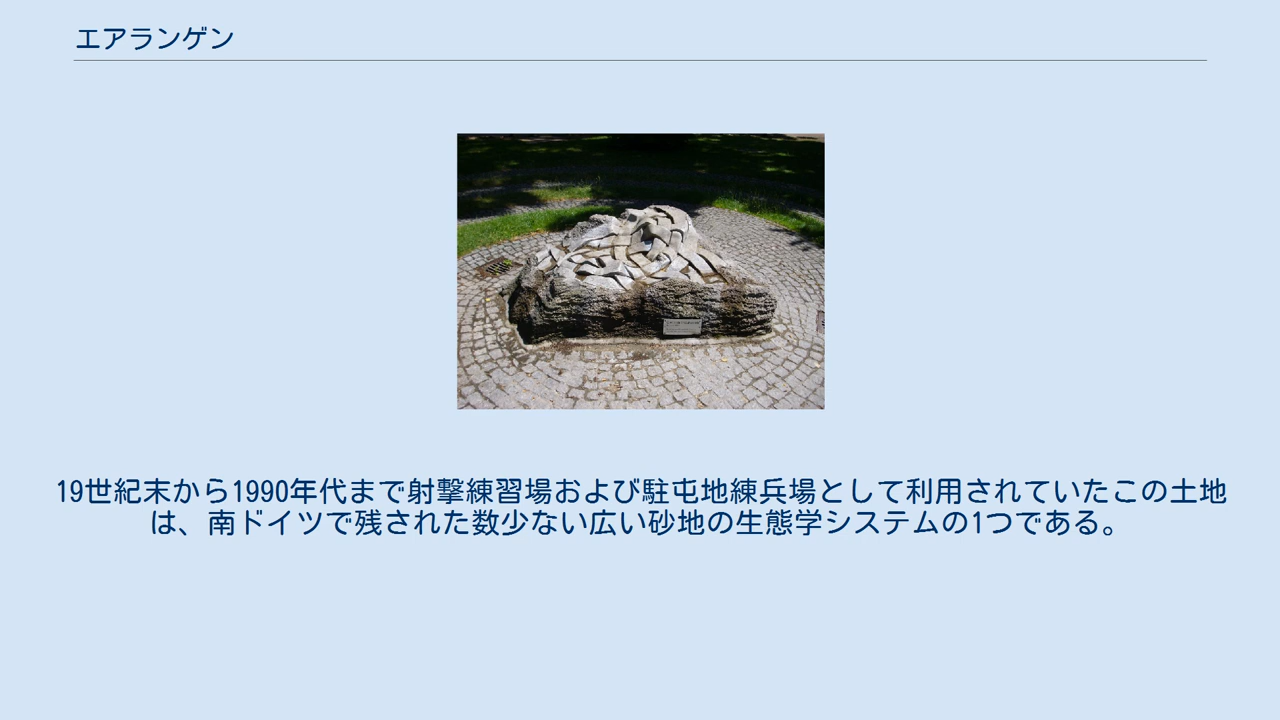 エアランゲン
19世紀末から1990年代まで射撃練習場および駐屯地練兵場として利用されていたこの土地
は、南ドイツで残された数少ない広い砂地の生態学システムの1つである。